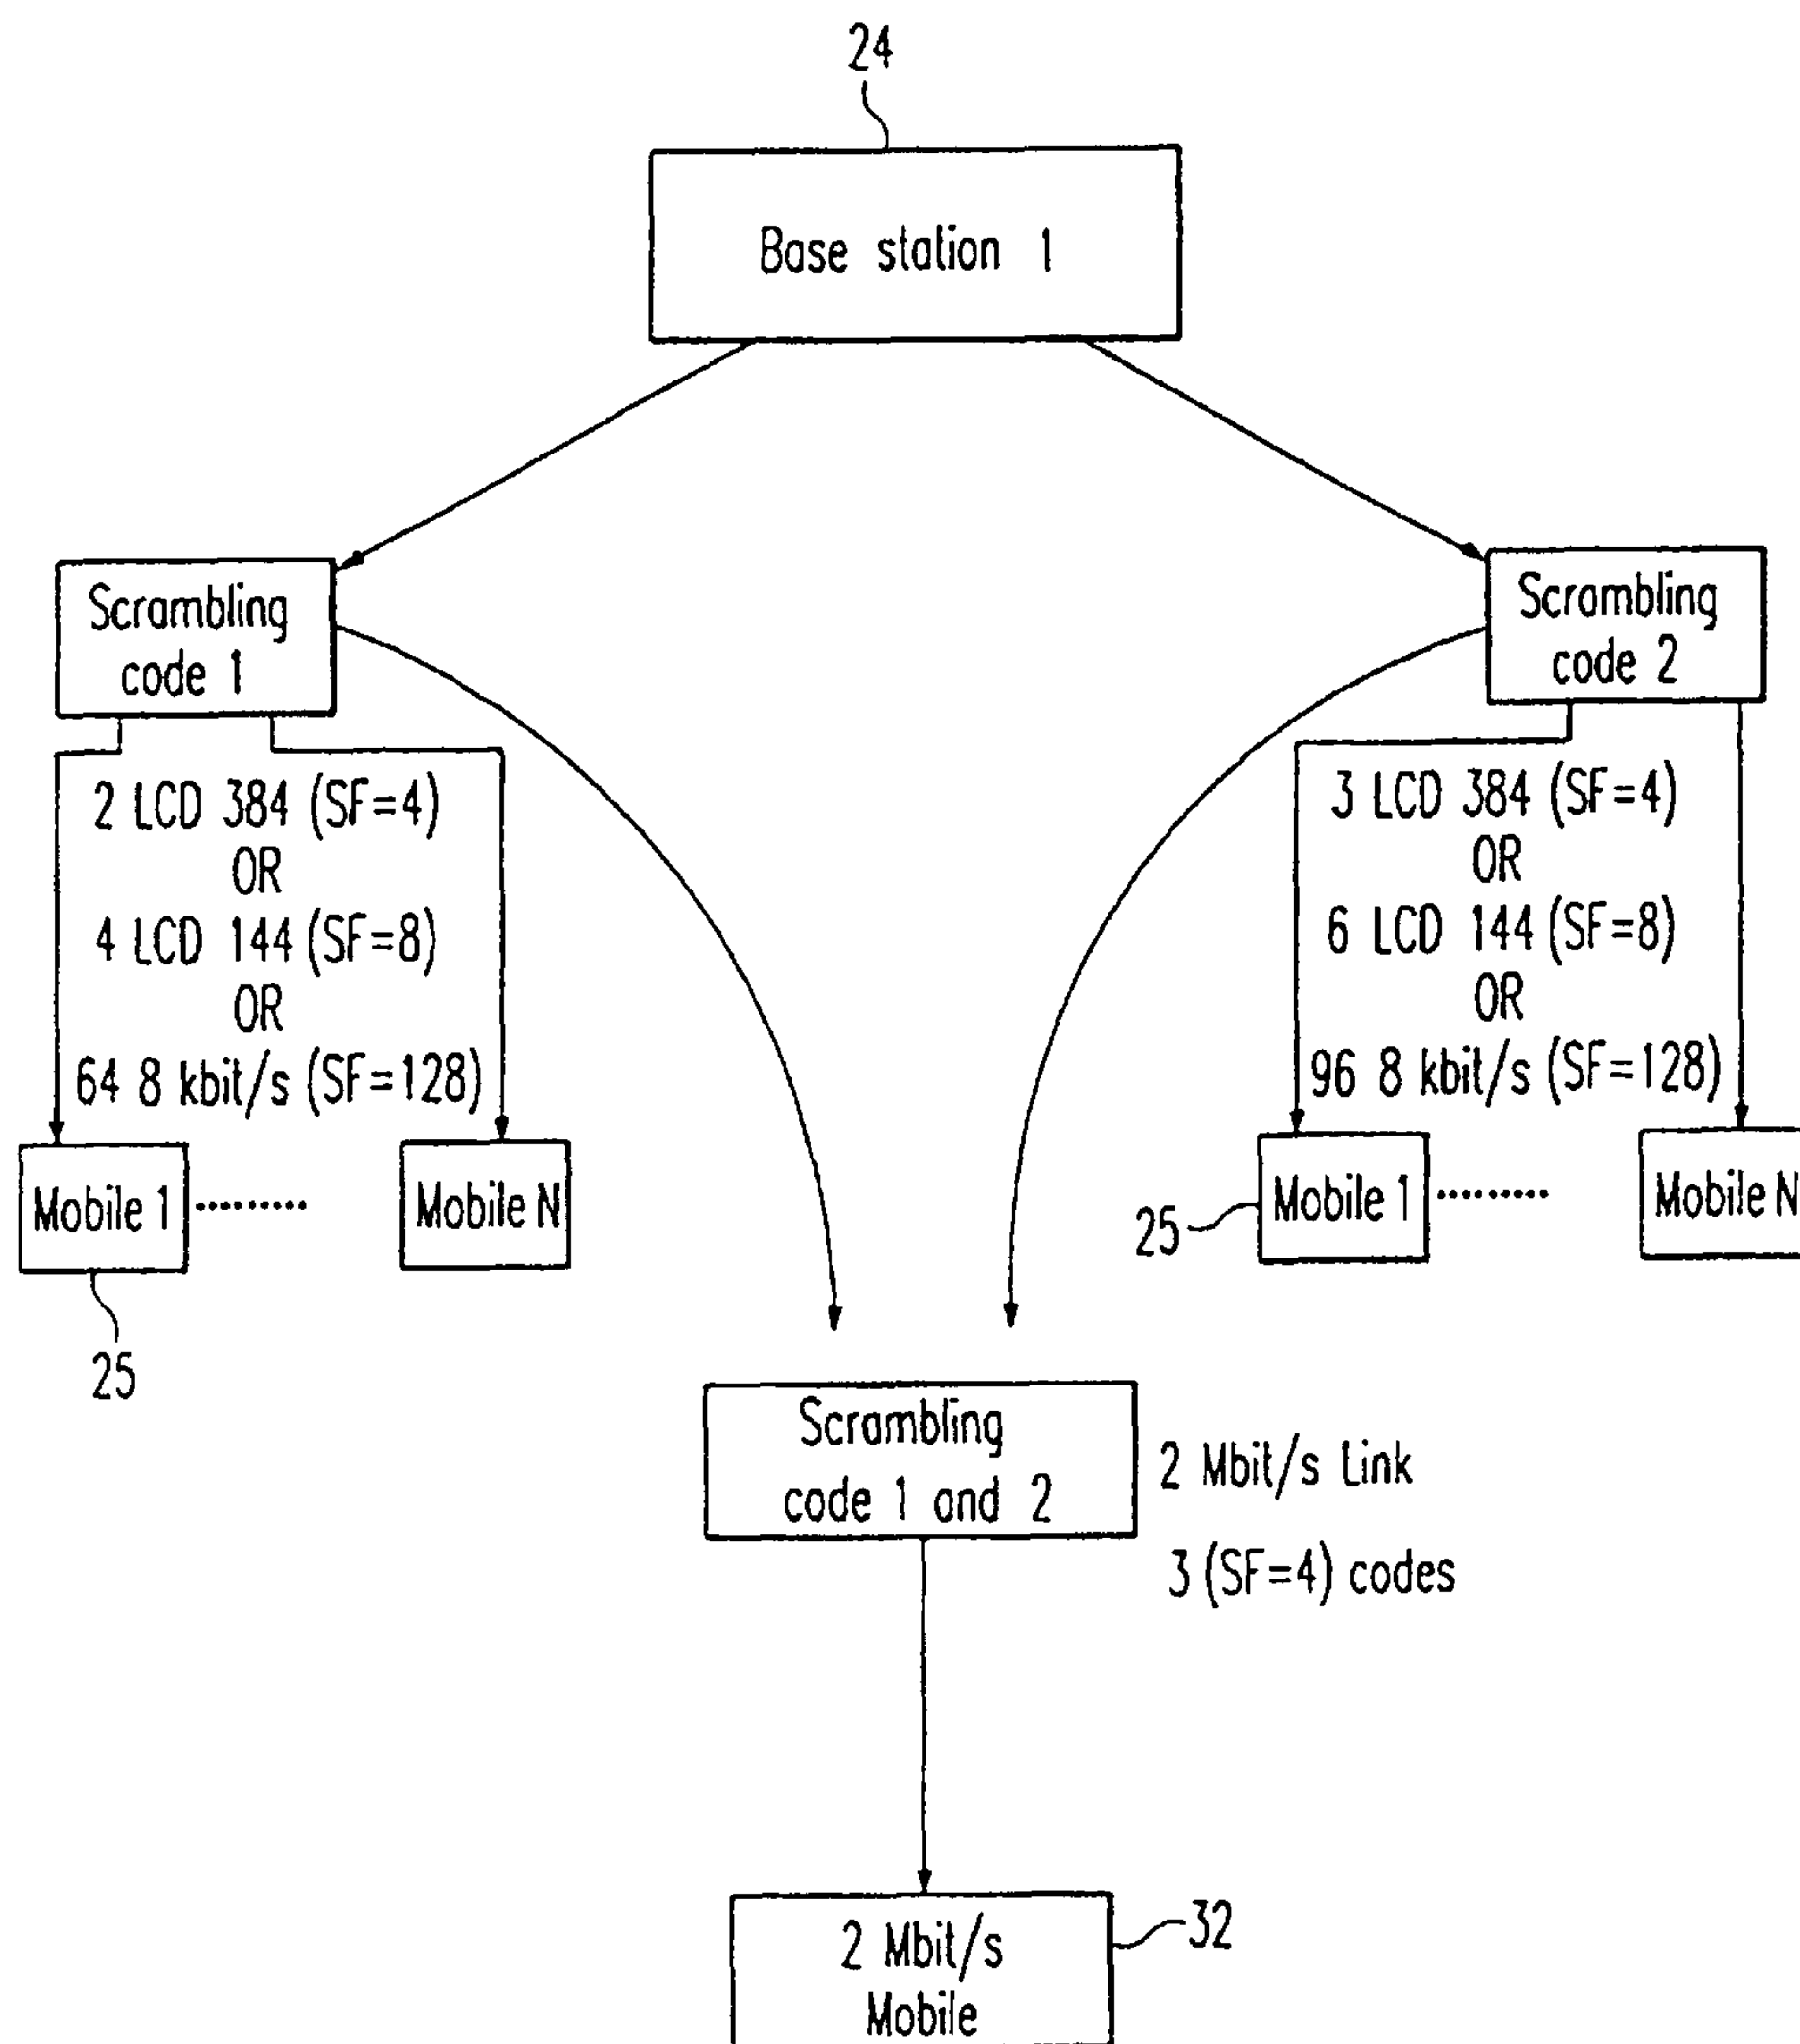 24
Base station 1
Scrambling
code 1
Scrambling
code 2
2 LCD 384 (SF=4)
OR
4 LCD 144 (SF=8)
OR
64 8 kbit/s (SF=128)
3 LCD 384 (SF=4)
OR
6 LCD 144 (SF=8)
OR
96 8 kbit/s (SF=128)
Mobile 1 ......... Mobile N
25
25
Mobile 1 ......... Mobile N
Scrambling
code 1 and 2
2 Mbit/s Link
3 (SF=4) codes
2 Mbit/s
Mobile
32